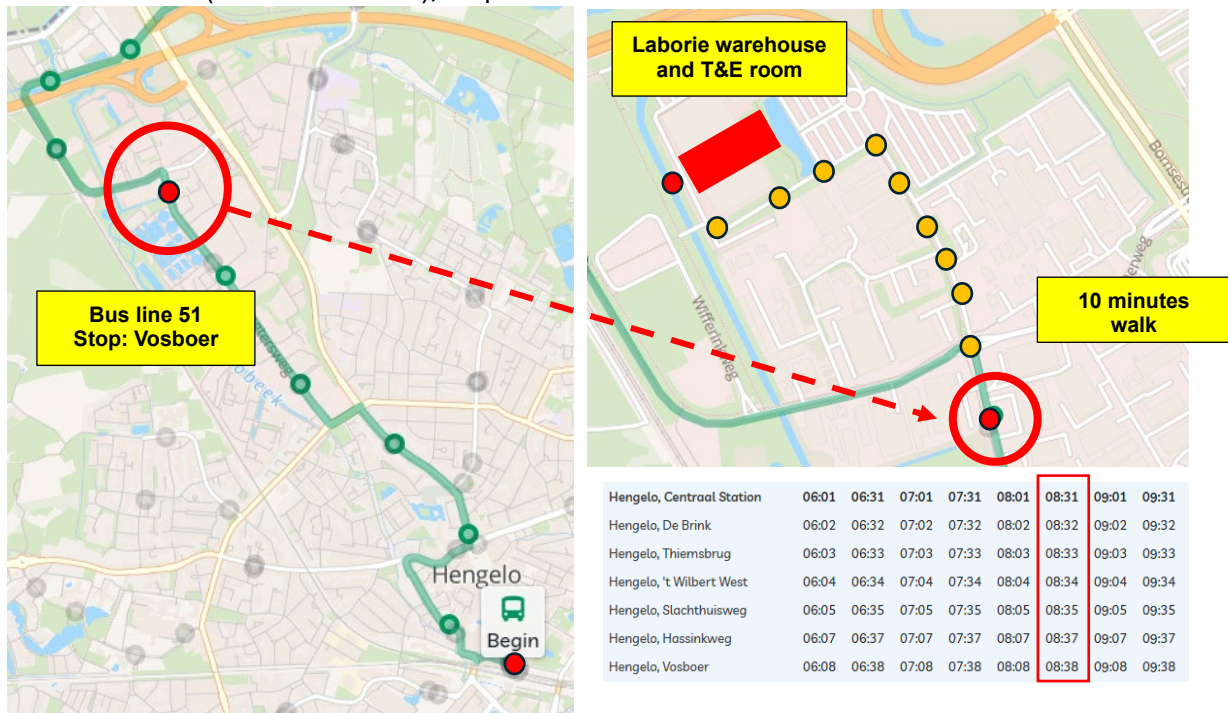 Laborie warehouse
and T&E room
Bornsest
Bus line 51
Stop: Vosboer
10 minutes
walk
erweg
Wifferinkweg
ersweg
obeek
Hengelo
Begin
Hengelo, Centraal Station 06:01 06:31 07:01 07:31 08:01 08:31 09:01 09:31
Hengelo, De Brink 06:02 06:32 07:02 07:32 08:02 08:32 09:02 09:32
Hengelo, Thiemsbrug 06:03 06:33 07:03 07:33 08:03 08:33 09:03 09:33
Hengelo, 't Wilbert West 06:04 06:34 07:04 07:34 08:04 08:34 09:04 09:34
Hengelo, Slachthuisweg 06:05 06:35 07:05 07:35 08:05 08:35 09:05 09:35
Hengelo, Hassinkweg 06:07 06:37 07:07 07:37 08:07 08:37 09:07 09:37
Hengelo, Vosboer 06:08 06:38 07:08 07:38 08:08 08:38 09:08 09:38